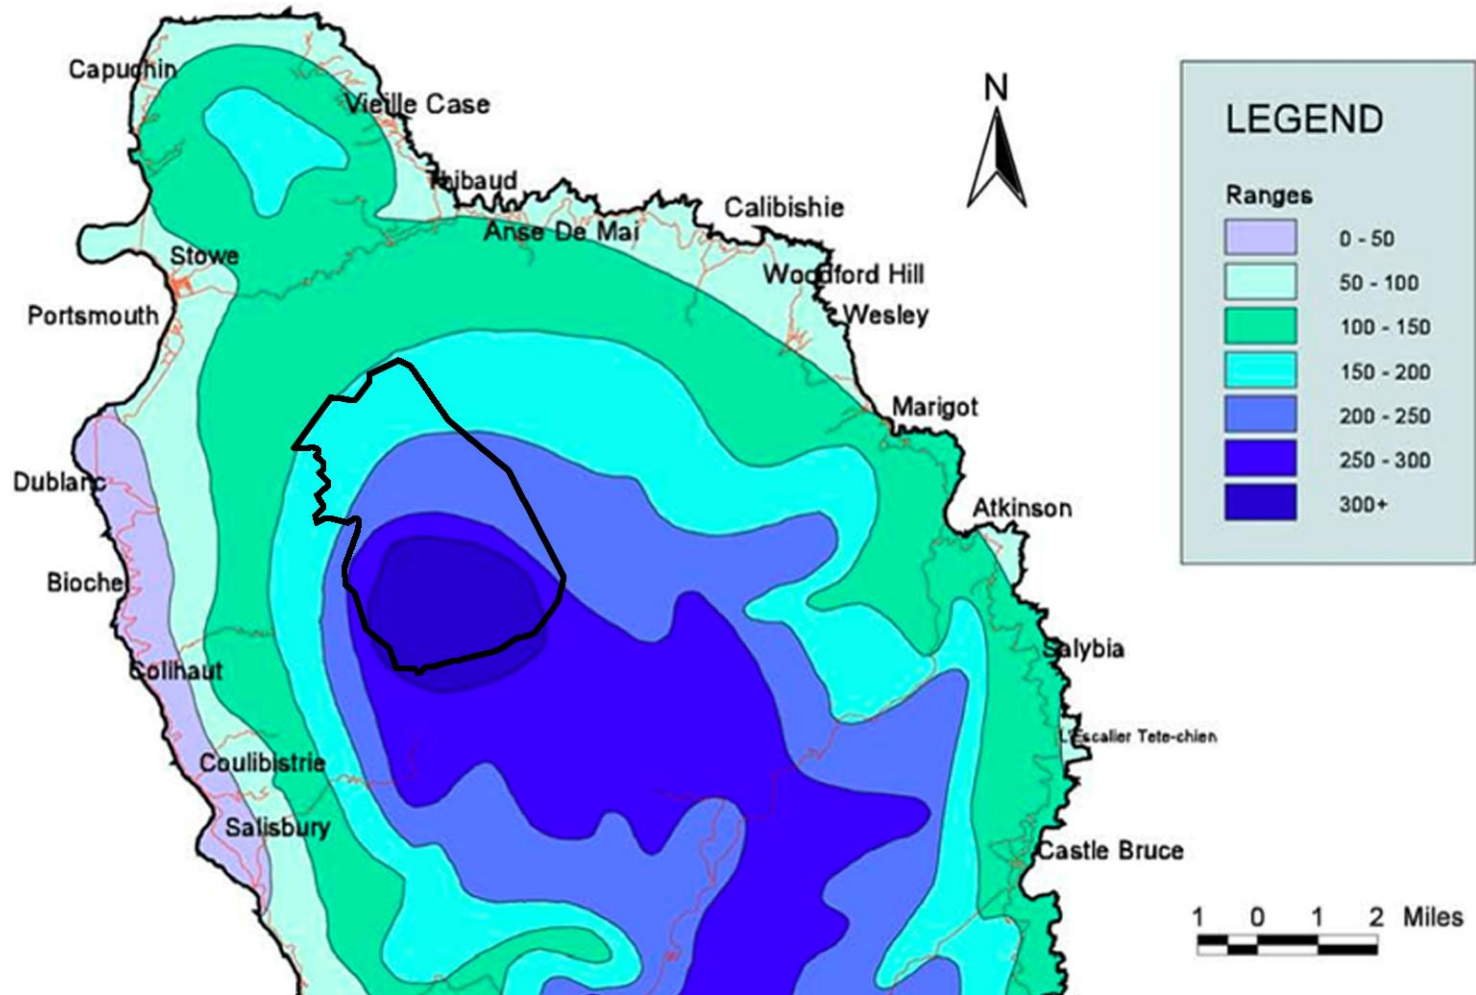 Capuchin
Vieille Case
Thibaud
Calibishie
Anse De Mai
Stowe
Woodford Hill
Portsmouth
Wesley
Marigot
Dublanc
Atkinson
Bioche
Salybia
Colihaut
L'Escalier Tete-chien
Coulibistrie
Salisbury
Castle Bruce
N
LEGEND
Ranges
0 - 50
50 - 100
100 - 150
150 - 200
200 - 250
250 - 300
300+
1 0 1 2 Miles